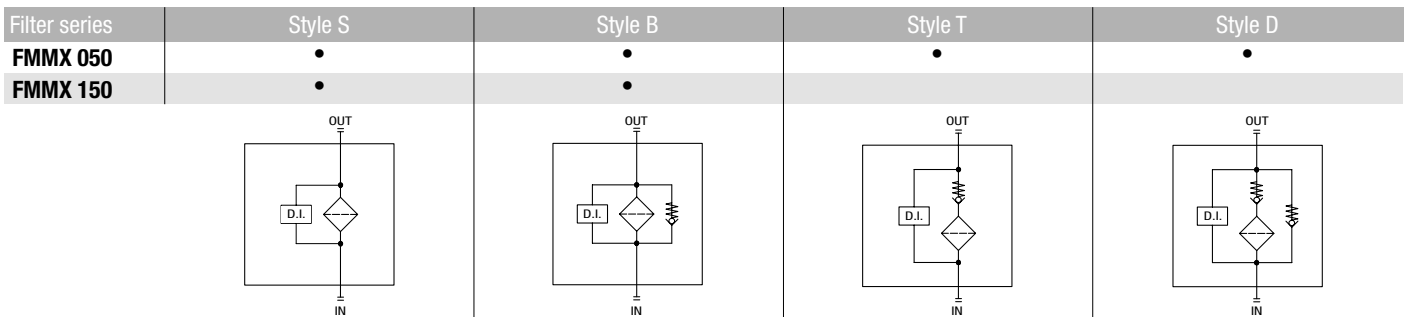 Filter series Style S Style B Style T Style D
FMMX 050 • • • •
FMMX 150 • •
OUT OUT OUT OUT
D.I. D.I. D.I. D.I.
IN IN IN IN